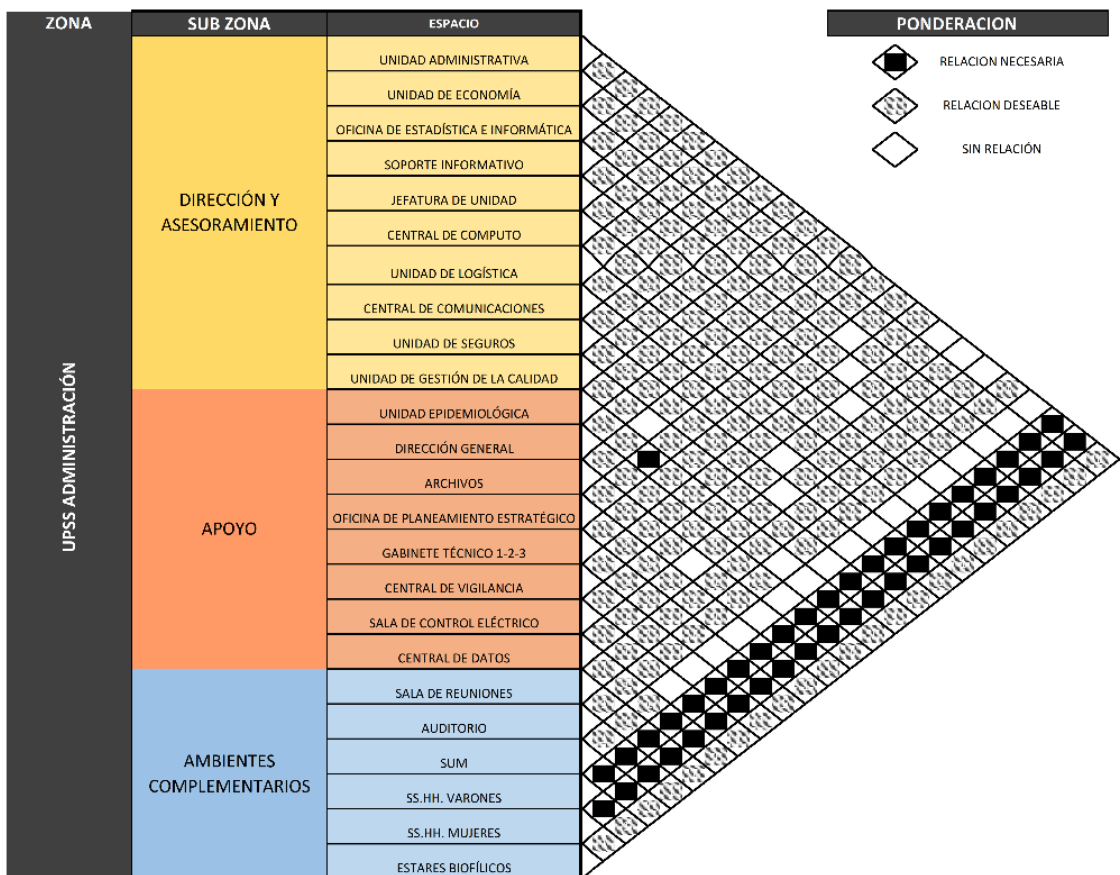 ZONA
SUB ZONA
ESPACIO
PONDERACION
RELACION NECESARIA
RELACION DESEABLE
SIN RELACIÓN
UPSS ADMINISTRACIÓN
DIRECCIÓN Y
ASESORAMIENTO
UNIDAD ADMINISTRATIVA
UNIDAD DE ECONOMÍA
OFICINA DE ESTADÍSTICA E INFORMÁTICA
SOPORTE INFORMATIVO
JEFATURA DE UNIDAD
CENTRAL DE COMPUTO
UNIDAD DE LOGÍSTICA
CENTRAL DE COMUNICACIONES
UNIDAD DE SEGUROS
UNIDAD DE GESTIÓN DE LA CALIDAD
APOYO
UNIDAD EPIDEMIOLÓGICA
DIRECCIÓN GENERAL
ARCHIVOS
OFICINA DE PLANEAMIENTO ESTRATÉGICO
GABINETE TÉCNICO 1-2-3
CENTRAL DE VIGILANCIA
SALA DE CONTROL ELÉCTRICO
CENTRAL DE DATOS
AMBIENTES
COMPLEMENTARIOS
SALA DE REUNIONES
AUDITORIO
SUM
SS.HH. VARONES
SS.HH. MUJERES
ESTARES BIOFÍLICOS